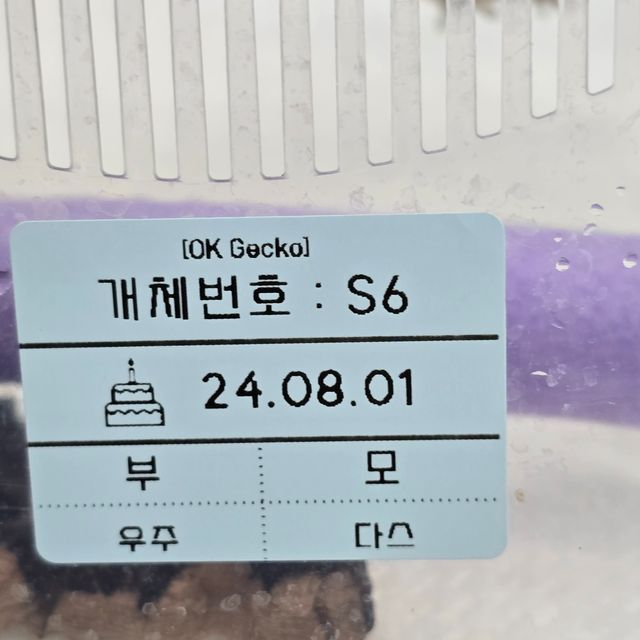 [OK Gecko]
개체번호 : S6
24.08.01
부 모
우주 다스